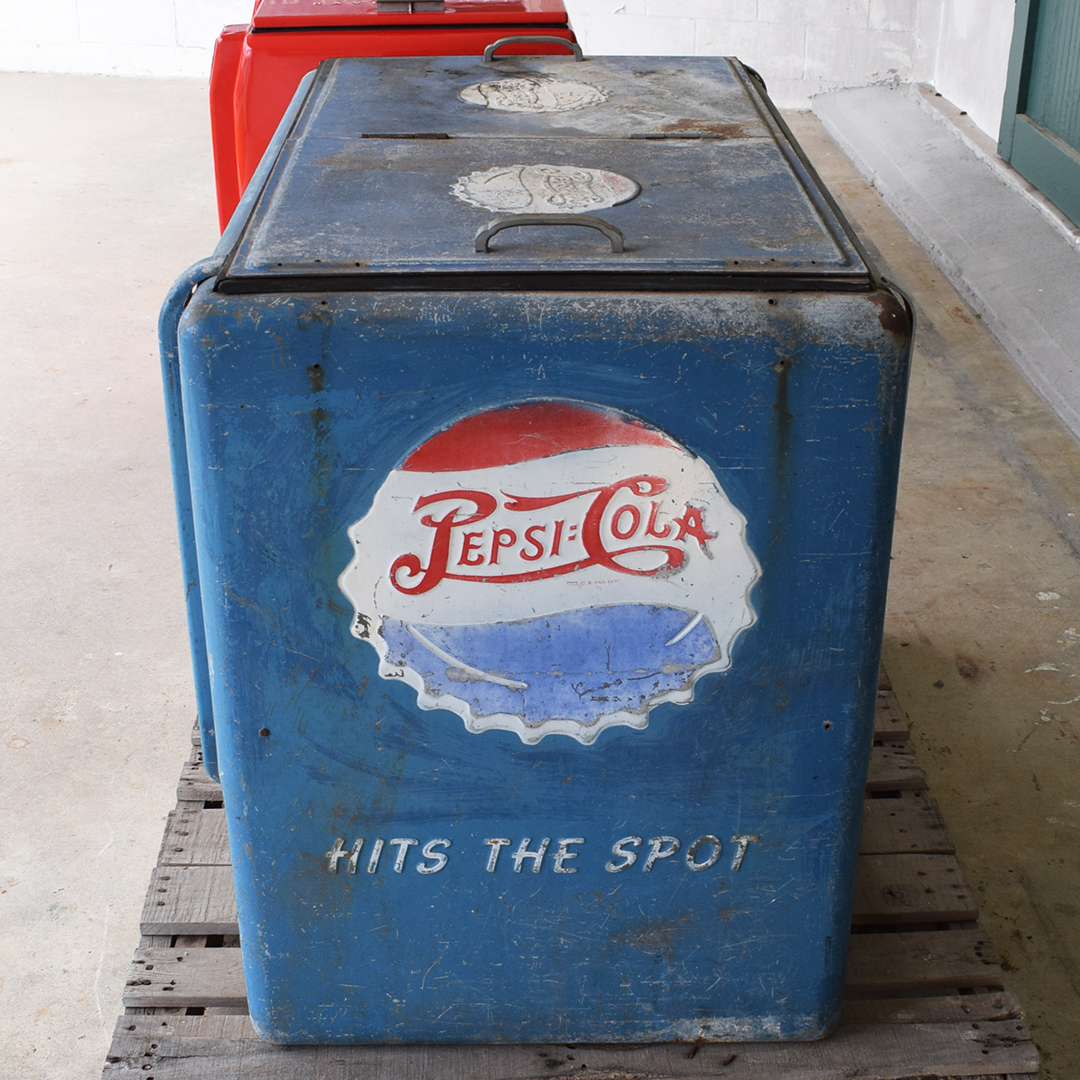 PEPSI=COLA
HITS THE SPOT